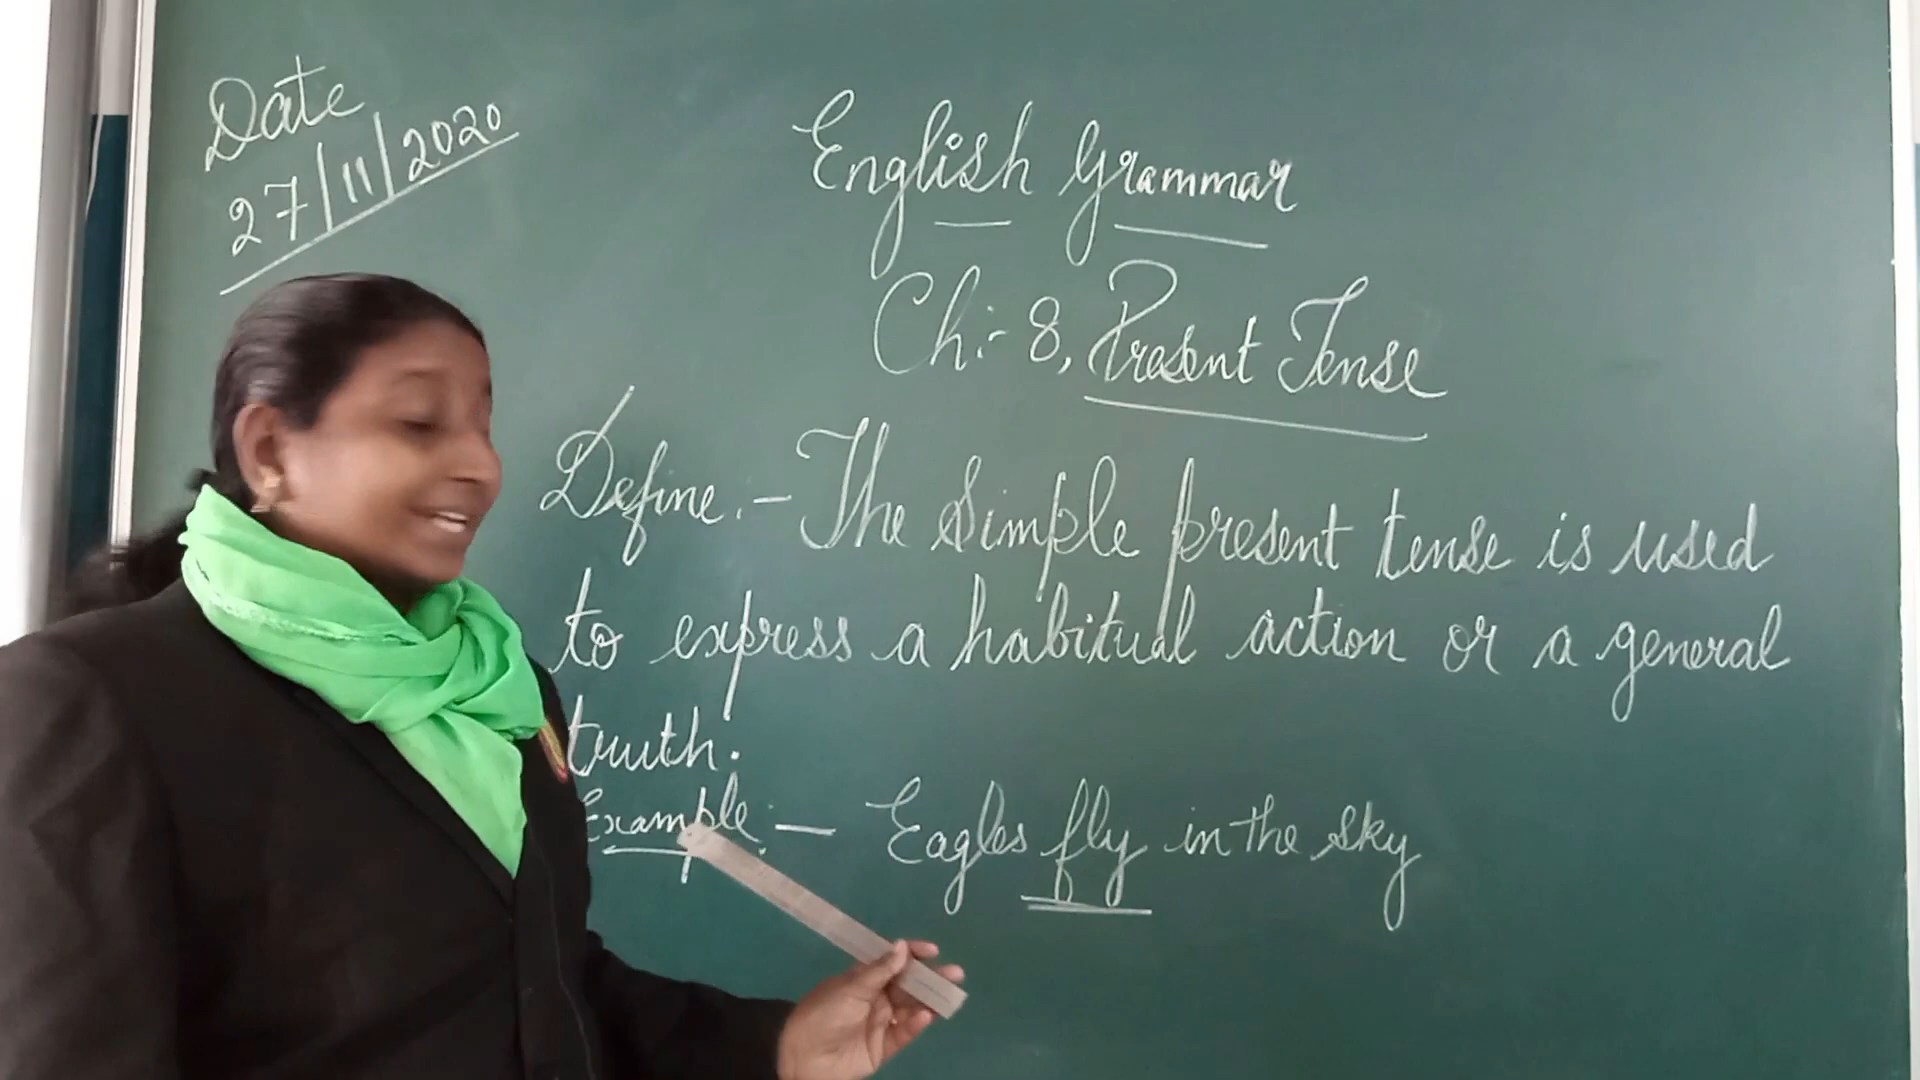 Date
27/11/2020
English Grammar
Ch:- 8, Present Tense
Define:- The Simple present tense is used
to express a habitual action or a general
truth.
Example:- Eagles fly in the sky